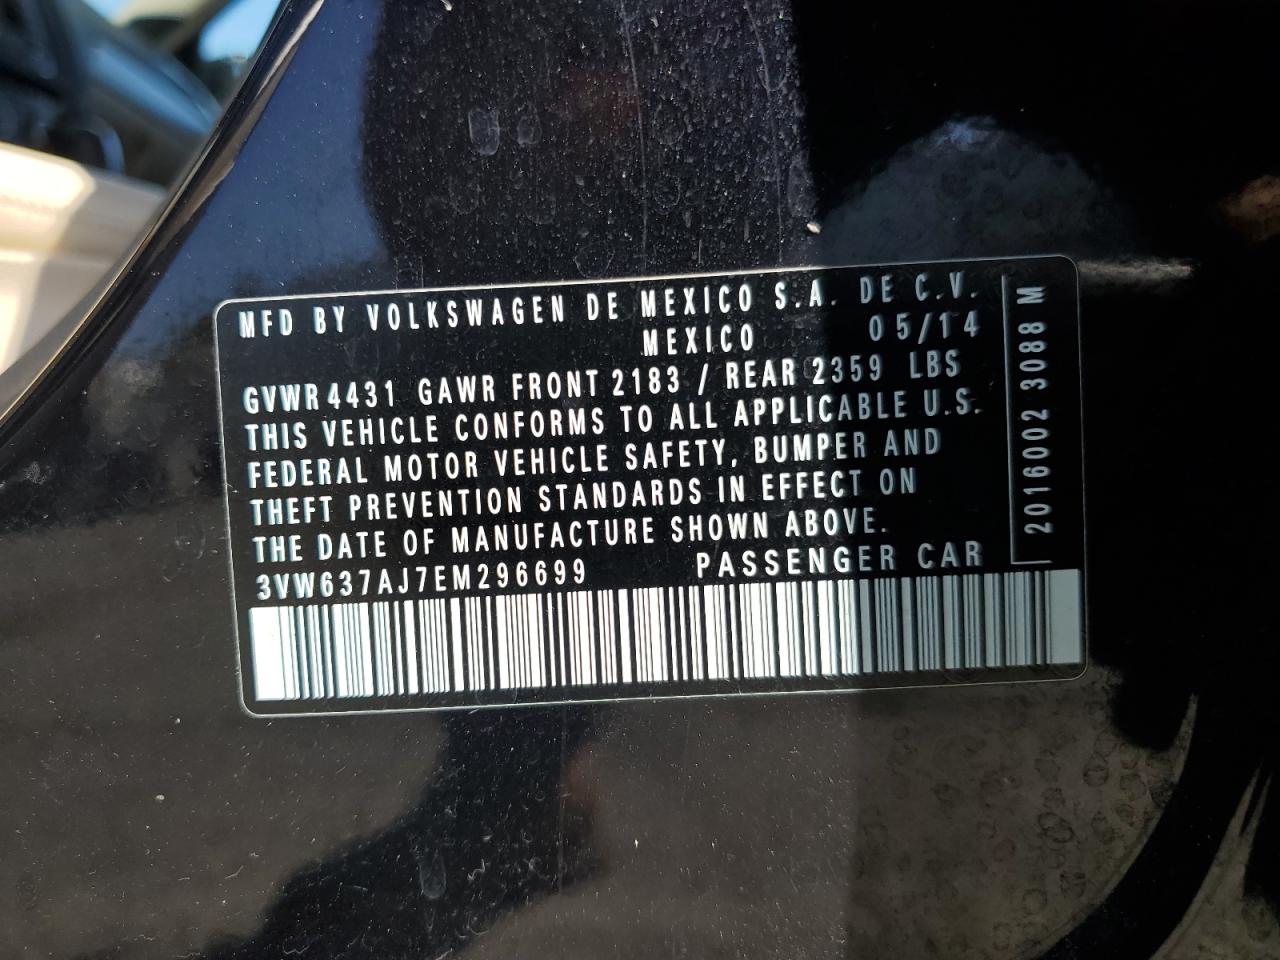 MFD BY VOLKSWAGEN DE MEXICO S.A. DE C.V.
MEXICO 05/14
GVWR 4431 GAWR FRONT 2183 / REAR 2359 LBS
THIS VEHICLE CONFORMS TO ALL APPLICABLE U.S.
FEDERAL MOTOR VEHICLE SAFETY, BUMPER AND
THEFT PREVENTION STANDARDS IN EFFECT ON
THE DATE OF MANUFACTURE SHOWN ABOVE.
3VW637AJ7EM296699 PASSENGER CAR
2016002 3088 M